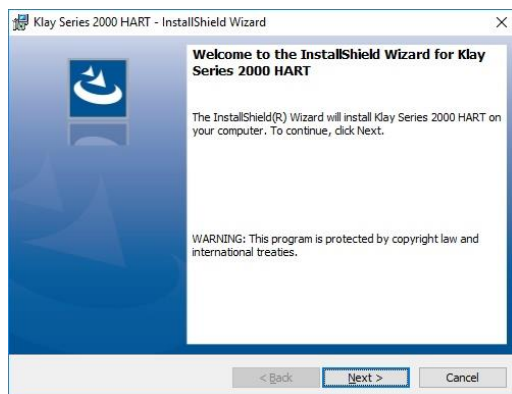 Klay Series 2000 HART - InstallShield Wizard
Welcome to the InstallShield Wizard for Klay
Series 2000 HART
The InstallShield(R) Wizard will install Klay Series 2000 HART on
your computer. To continue, click Next.
WARNING: This program is protected by copyright law and
international treaties.
< Back
Next >
Cancel